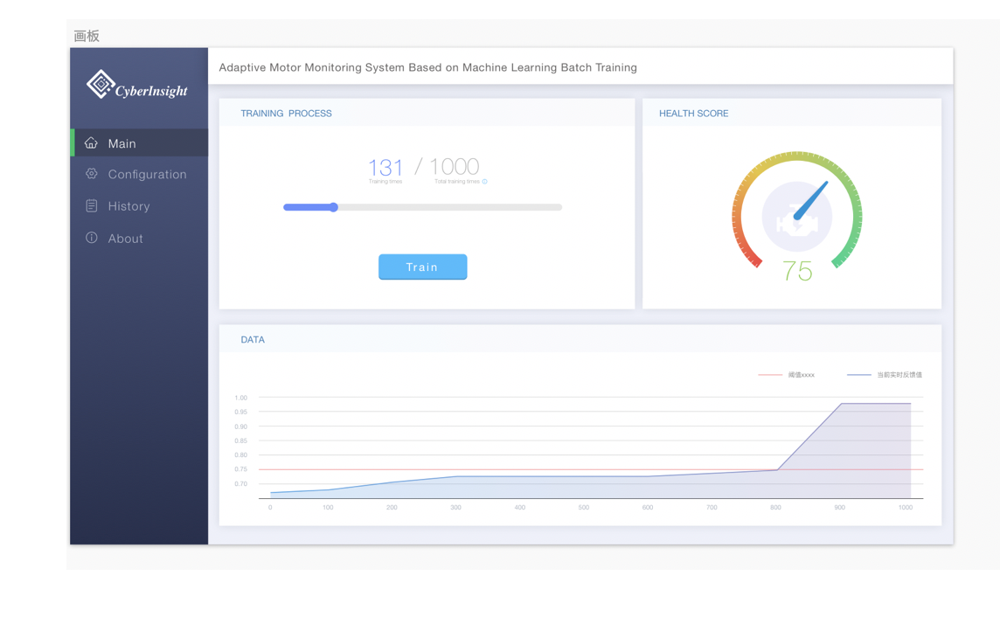 画板
CyberInsight
Adaptive Motor Monitoring System Based on Machine Learning Batch Training
Main
Configuration
History
About
TRAINING PROCESS
131 / 1000
Training times
Total training times
Train
HEALTH SCORE
75
DATA
阈值xxxx
当前实时反馈值
1.00
0.95
0.90
0.85
0.80
0.75
0.70
0 100 200 300 400 500 600 700 800 900 1000